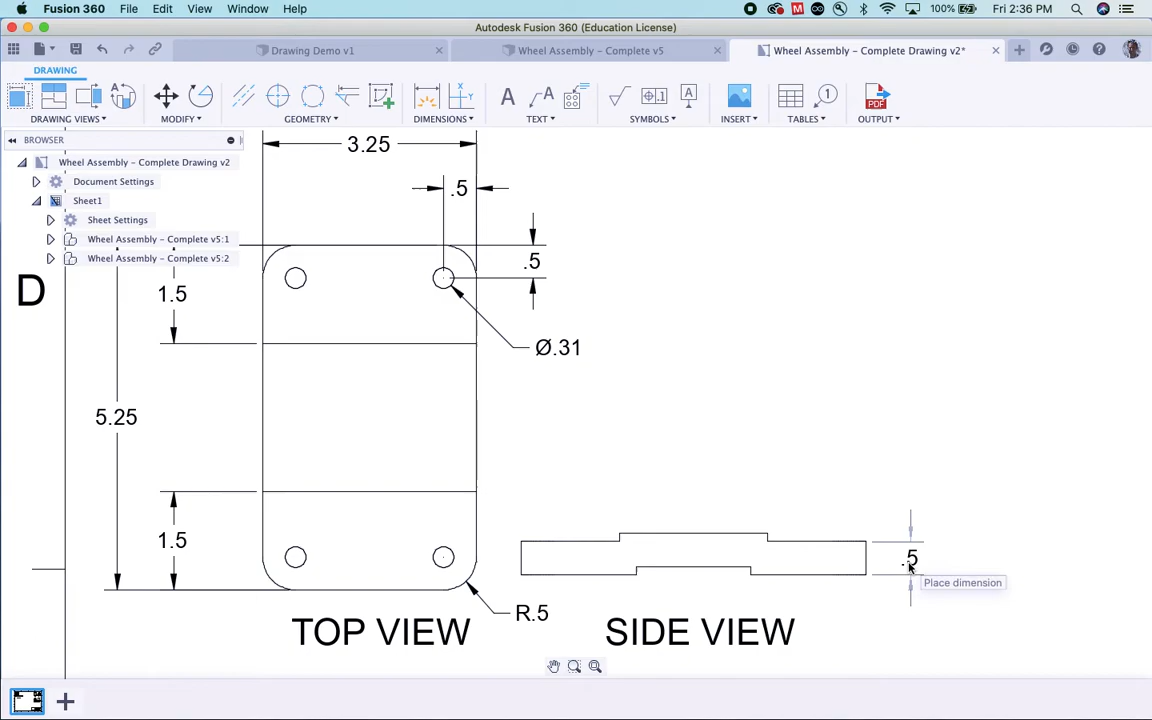 Fusion 360 File Edit View Window Help 100% Fri 2:36 PM
Autodesk Fusion 360 (Education License)
Drawing Demo v1 Wheel Assembly - Complete v5 Wheel Assembly - Complete Drawing v2*
DRAWING
DRAWING VIEWS MODIFY GEOMETRY DIMENSIONS TEXT SYMBOLS INSERT TABLES OUTPUT
BROWSER
Wheel Assembly - Complete Drawing v2
Document Settings
Sheet1
Sheet Settings
Wheel Assembly - Complete v5:1
Wheel Assembly - Complete v5:2
3.25
.5
.5
D
1.5
Ø.31
5.25
1.5
.5
Place dimension
R.5
TOP VIEW SIDE VIEW